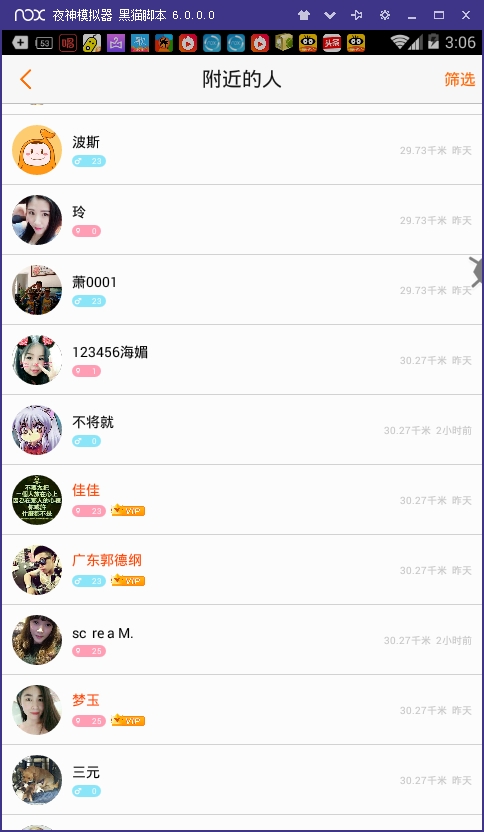 nox 夜神模拟器 黑猫脚本 6.0.0.0
53 3:06
附近的人 筛选
波斯
23 29.73千米 昨天
玲
0 29.73千米 昨天
萧0001
23 29.73千米 昨天
123456海媚
1 30.27千米 昨天
不将就
0 30.27千米 2小时前
佳佳
23 VIP 30.27千米 昨天
广东郭德纲
23 VIP 30.27千米 昨天
sc rea M.
25 30.27千米 2小时前
梦玉
25 VIP 30.27千米 昨天
三元
0 30.27千米 昨天